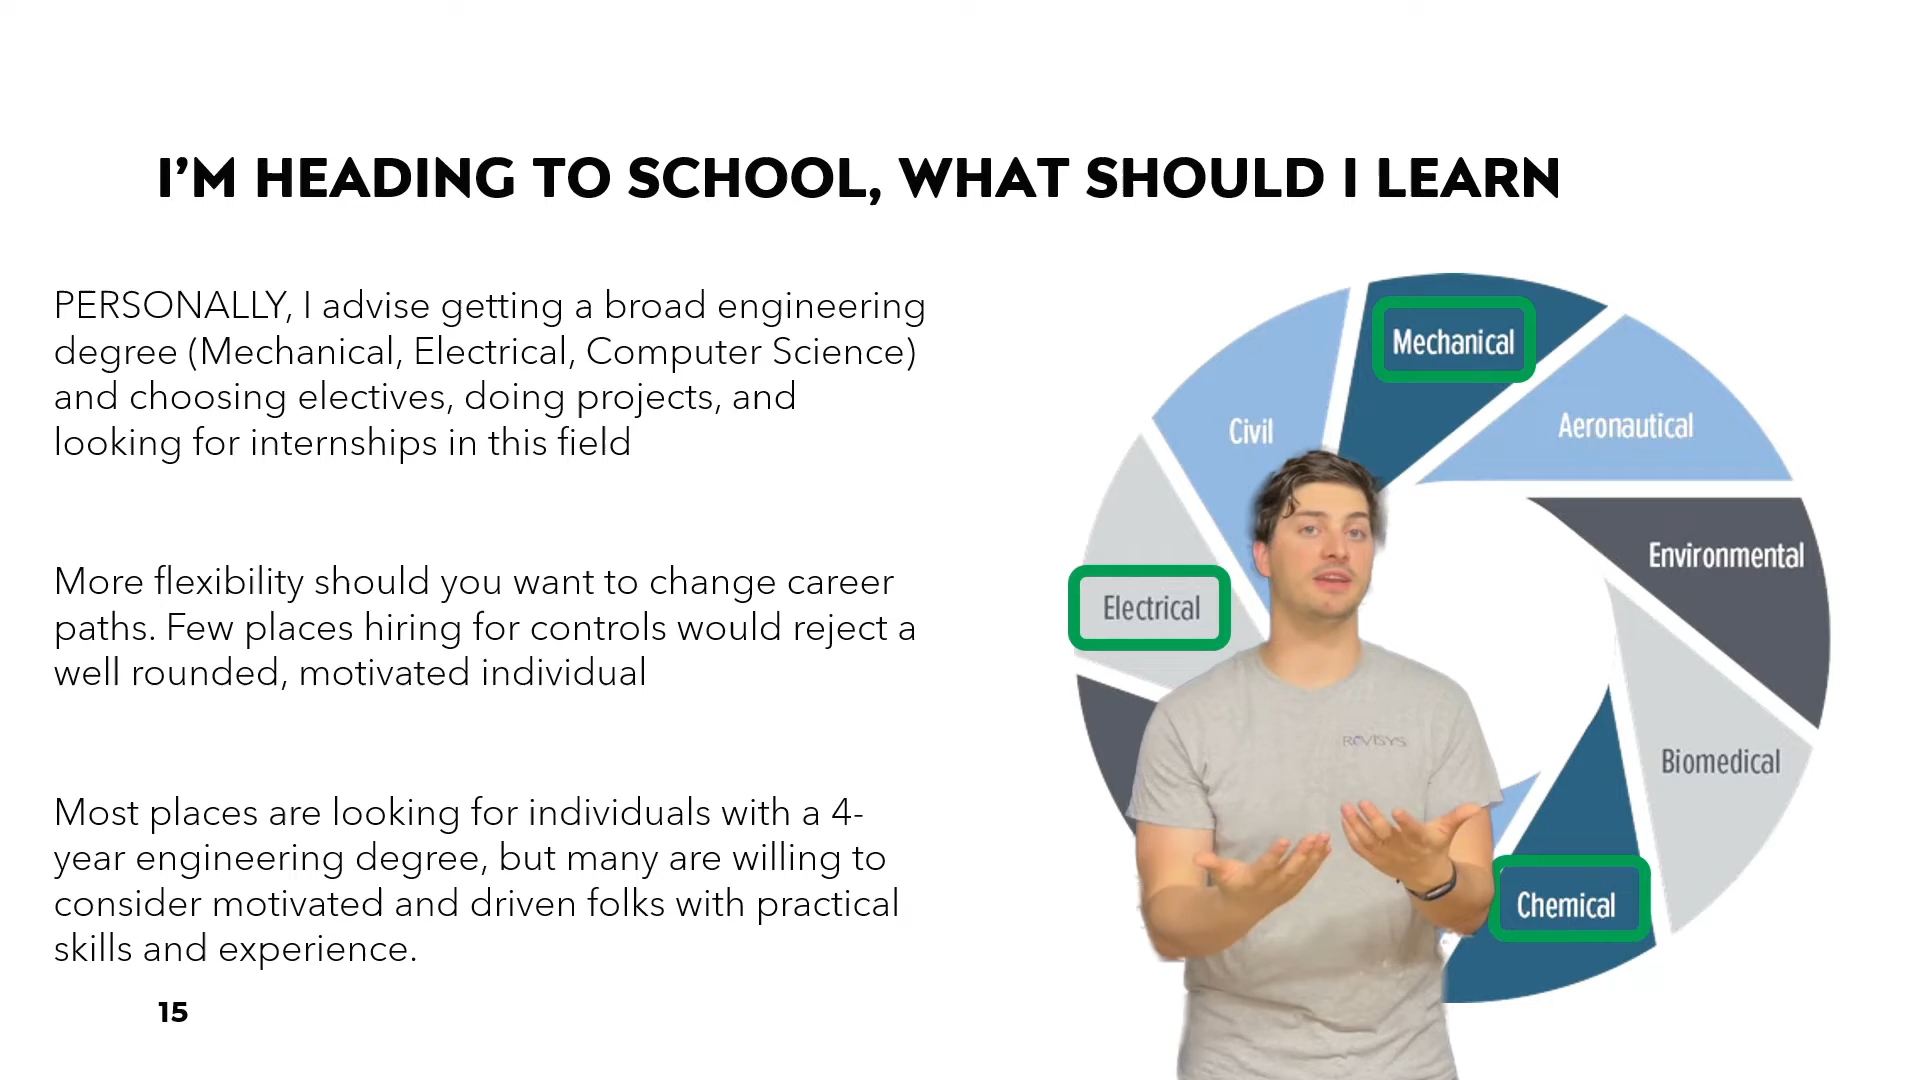 I’M HEADING TO SCHOOL, WHAT SHOULD I LEARN
PERSONALLY, I advise getting a broad engineering
degree (Mechanical, Electrical, Computer Science)
and choosing electives, doing projects, and
looking for internships in this field
More flexibility should you want to change career
paths. Few places hiring for controls would reject a
well rounded, motivated individual
Most places are looking for individuals with a 4-
year engineering degree, but many are willing to
consider motivated and driven folks with practical
skills and experience.
15
Mechanical
Civil
Aeronautical
Environmental
Electrical
REVISYS
Biomedical
Chemical